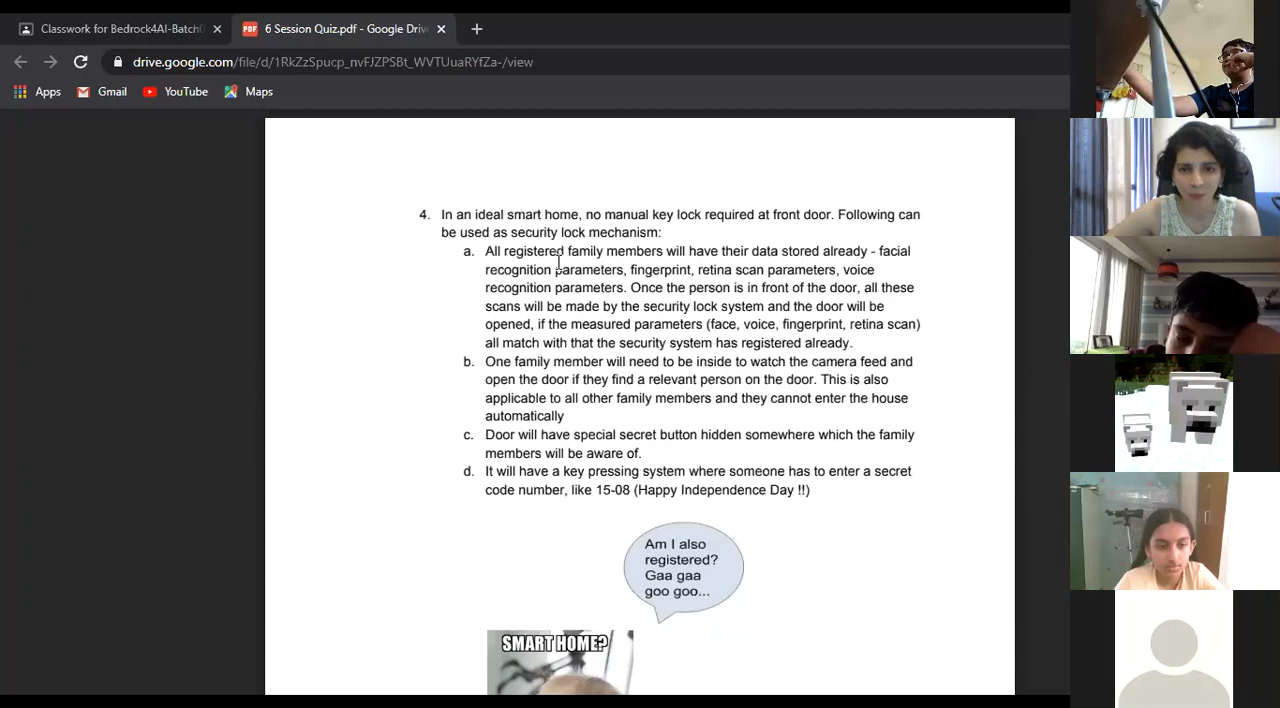 Classwork for Bedrock4AI-Batch
6 Session Quiz.pdf - Google Driv
drive.google.com/file/d/1RkZzSpucp_nvFJZPSBt_WVTUuaRYfZa-/view
Apps Gmail YouTube Maps
4. In an ideal smart home, no manual key lock required at front door. Following can
be used as security lock mechanism:
a. All registered family members will have their data stored already - facial
recognition parameters, fingerprint, retina scan parameters, voice
recognition parameters. Once the person is in front of the door, all these
scans will be made by the security lock system and the door will be
opened, if the measured parameters (face, voice, fingerprint, retina scan)
all match with that the security system has registered already.
b. One family member will need to be inside to watch the camera feed and
open the door if they find a relevant person on the door. This is also
applicable to all other family members and they cannot enter the house
automatically
c. Door will have special secret button hidden somewhere which the family
members will be aware of.
d. It will have a key pressing system where someone has to enter a secret
code number, like 15-08 (Happy Independence Day !!)
Am I also
registered?
Gaa gaa
goo goo...
SMART HOME?